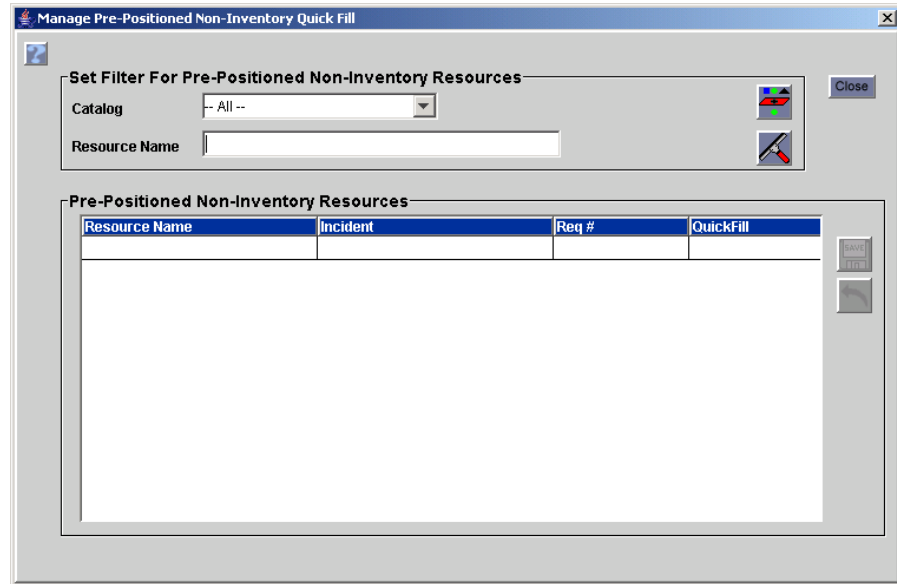 Manage Pre-Positioned Non-Inventory Quick Fill
?
Set Filter For Pre-Positioned Non-Inventory Resources
Catalog
-- All --
Close
Resource Name
Pre-Positioned Non-Inventory Resources
Resource Name Incident Req # QuickFill
SAVE